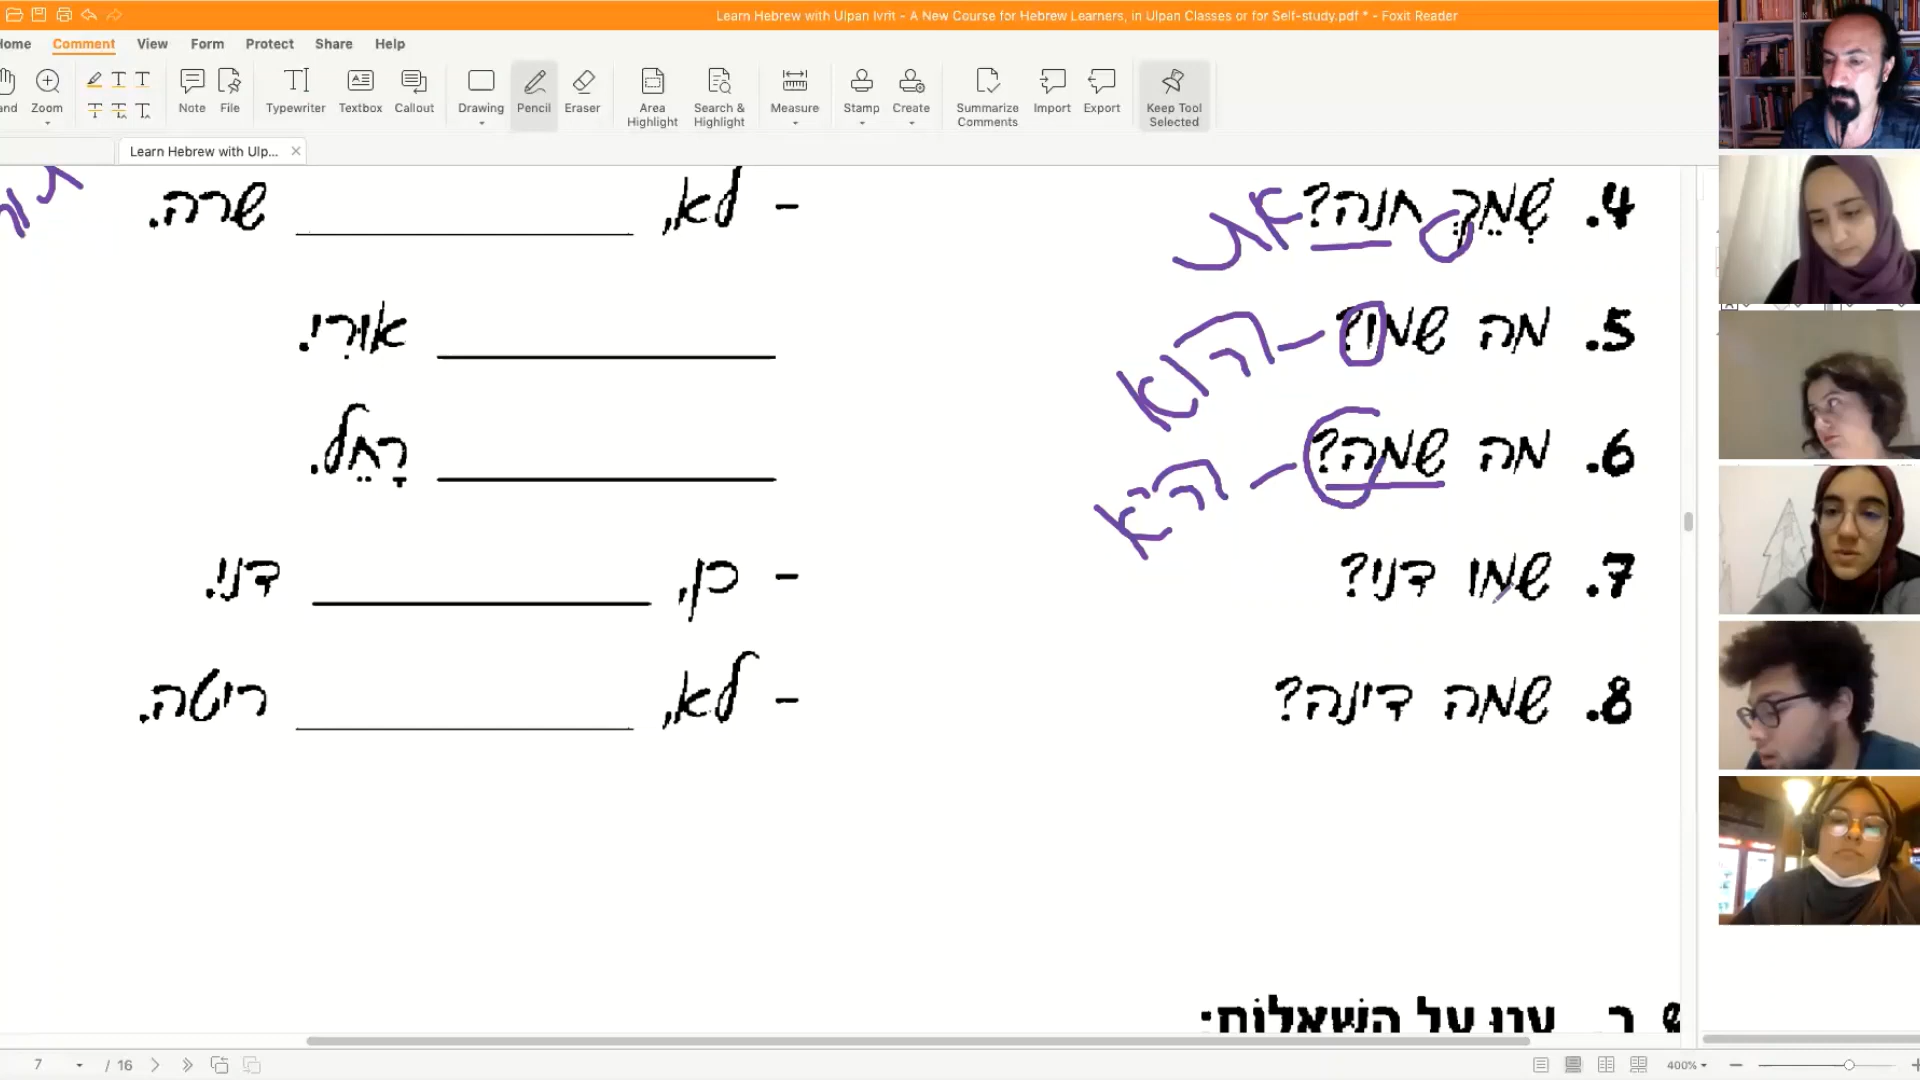 Learn Hebrew with Ulpan Ivrit - A New Course for Hebrew Learners, in Ulpan Classes or for Self-study.pdf * - Foxit Reader
Home Comment View Form Protect Share Help
Hand Zoom Note File Typewriter Textbox Callout Drawing Pencil Eraser Area Highlight Search & Highlight Measure Stamp Create Summarize Comments Import Export Keep Tool Selected
Learn Hebrew with Ulp...
4. שְׁמֵךְ חנה? את
- לא, ______ שרה.
5. מה שמו? הוא
______ אוּרִי.
6. מה שמה? היא
______ רָחֵל.
7. שמו דני?
- כן, ______ דני.
8. שמה דינה?
- לא, ______ ריטה.
ר. ענו על השאלות:
7 / 16
400%